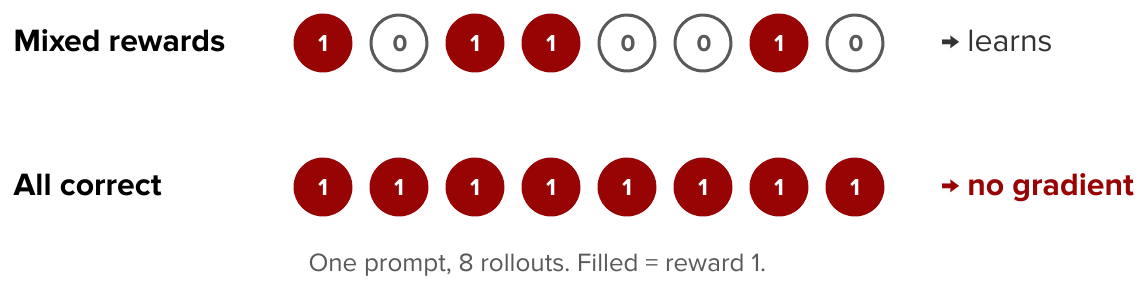 Mixed rewards 1 0 1 1 0 0 1 0 → learns
All correct 1 1 1 1 1 1 1 1 → no gradient
One prompt, 8 rollouts. Filled = reward 1.